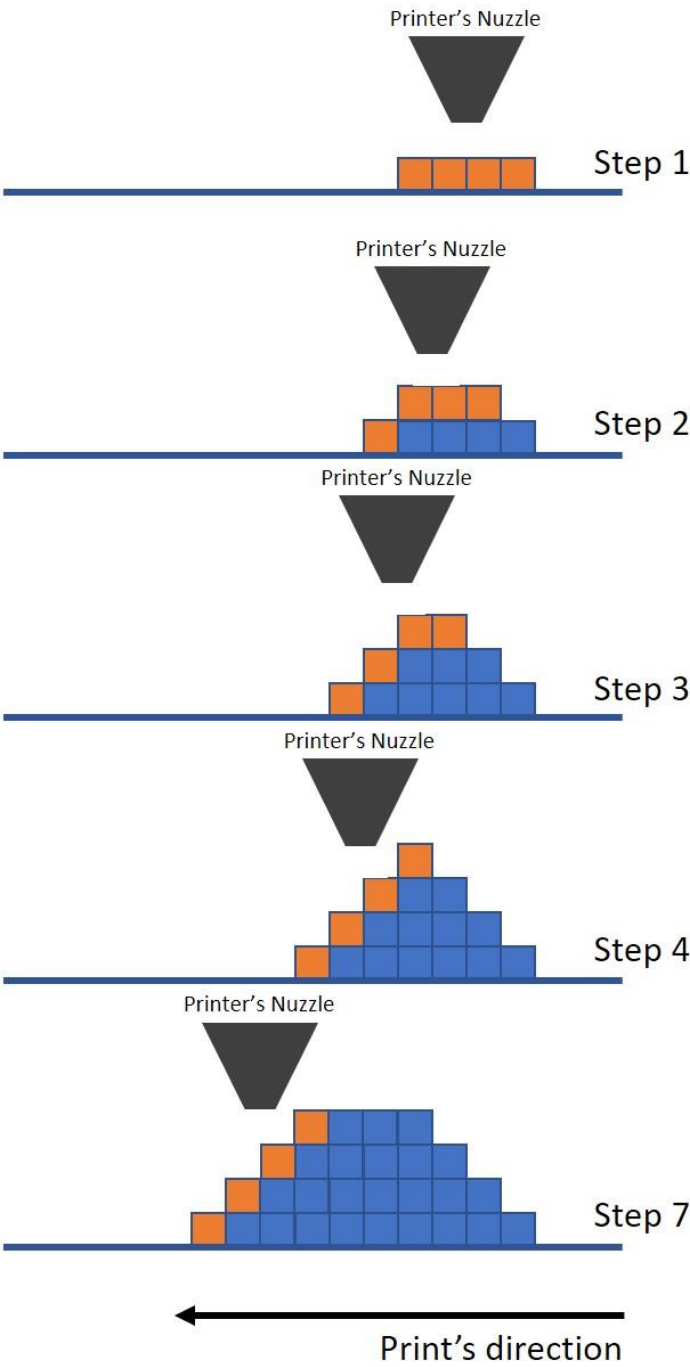 Printer's Nuzzle
Step 1
Printer's Nuzzle
Step 2
Printer's Nuzzle
Step 3
Printer's Nuzzle
Step 4
Printer's Nuzzle
Step 7
Print's direction